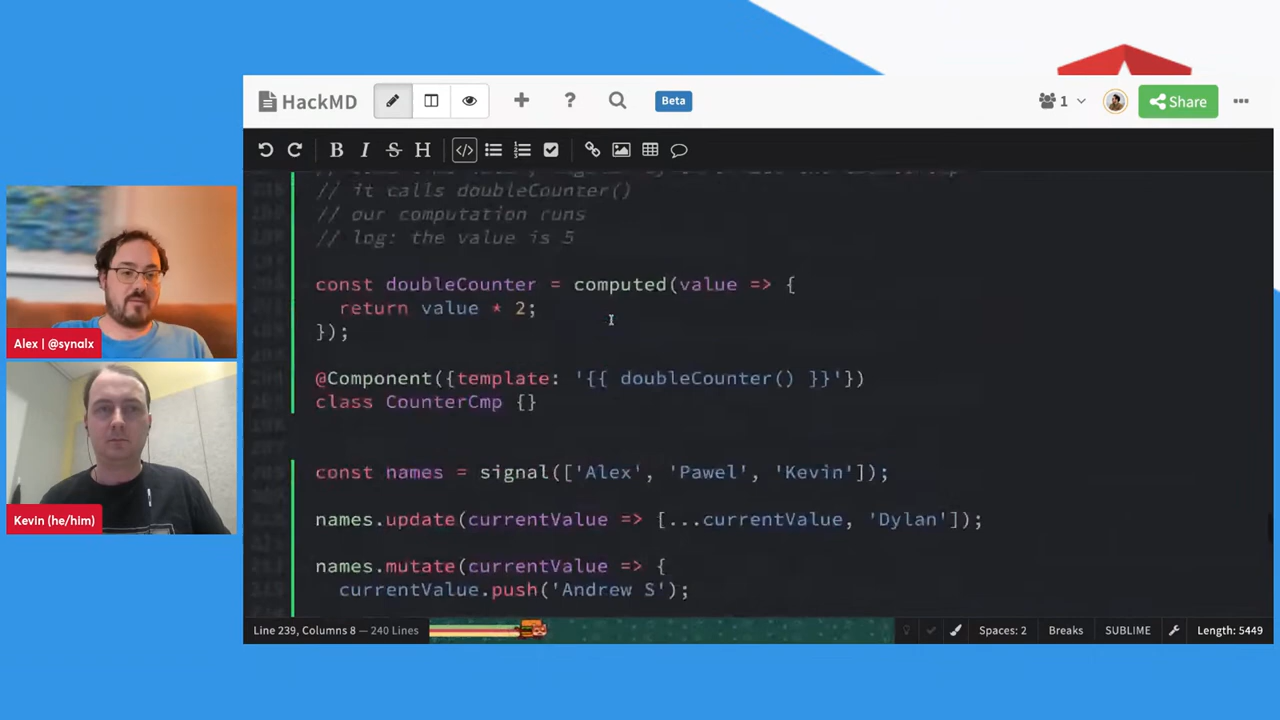 HackMD
Beta
1
Share
// it calls doubleCounter()
// our computation runs
// log: the value is 5
const doubleCounter = computed(value => {
return value * 2;
});
@Component({template: '{{ doubleCounter() }}'})
class CounterCmp {}
const names = signal(['Alex', 'Pawel', 'Kevin']);
names.update(currentValue => [...currentValue, 'Dylan']);
names.mutate(currentValue => {
currentValue.push('Andrew S');
Line 239, Columns 8 — 240 Lines
Spaces: 2
Breaks
SUBLIME
Length: 5449
Alex | @synalx
Kevin (he/him)